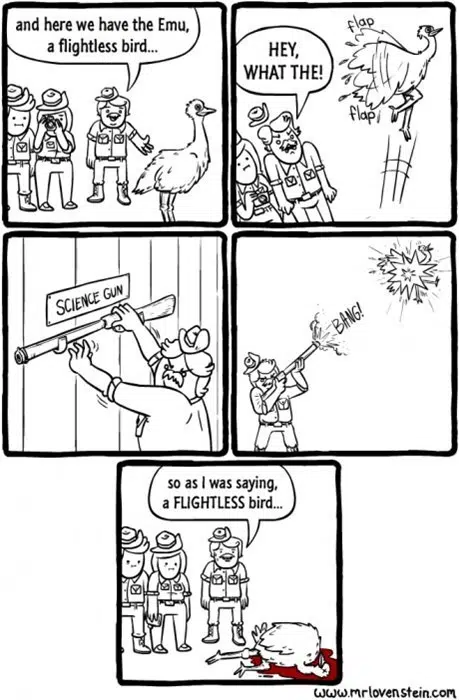 and here we have the Emu,
a flightless bird...
HEY,
WHAT THE!
flap
flap
SCIENCE GUN
BANG!
so as I was saying,
a FLIGHTLESS bird...
www.mrlovenstein.com